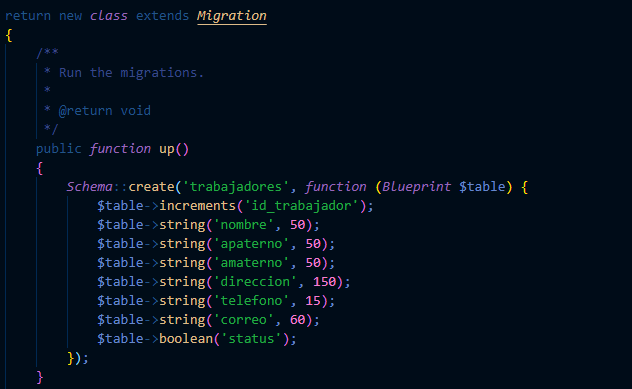 return new class extends Migration
{
    /**
     * Run the migrations.
     *
     * @return void
     */
    public function up()
    {
        Schema::create('trabajadores', function (Blueprint $table) {
            $table->increments('id_trabajador');
            $table->string('nombre', 50);
            $table->string('apaterno', 50);
            $table->string('amaterno', 50);
            $table->string('direccion', 150);
            $table->string('telefono', 15);
            $table->string('correo', 60);
            $table->boolean('status');
        });
    }